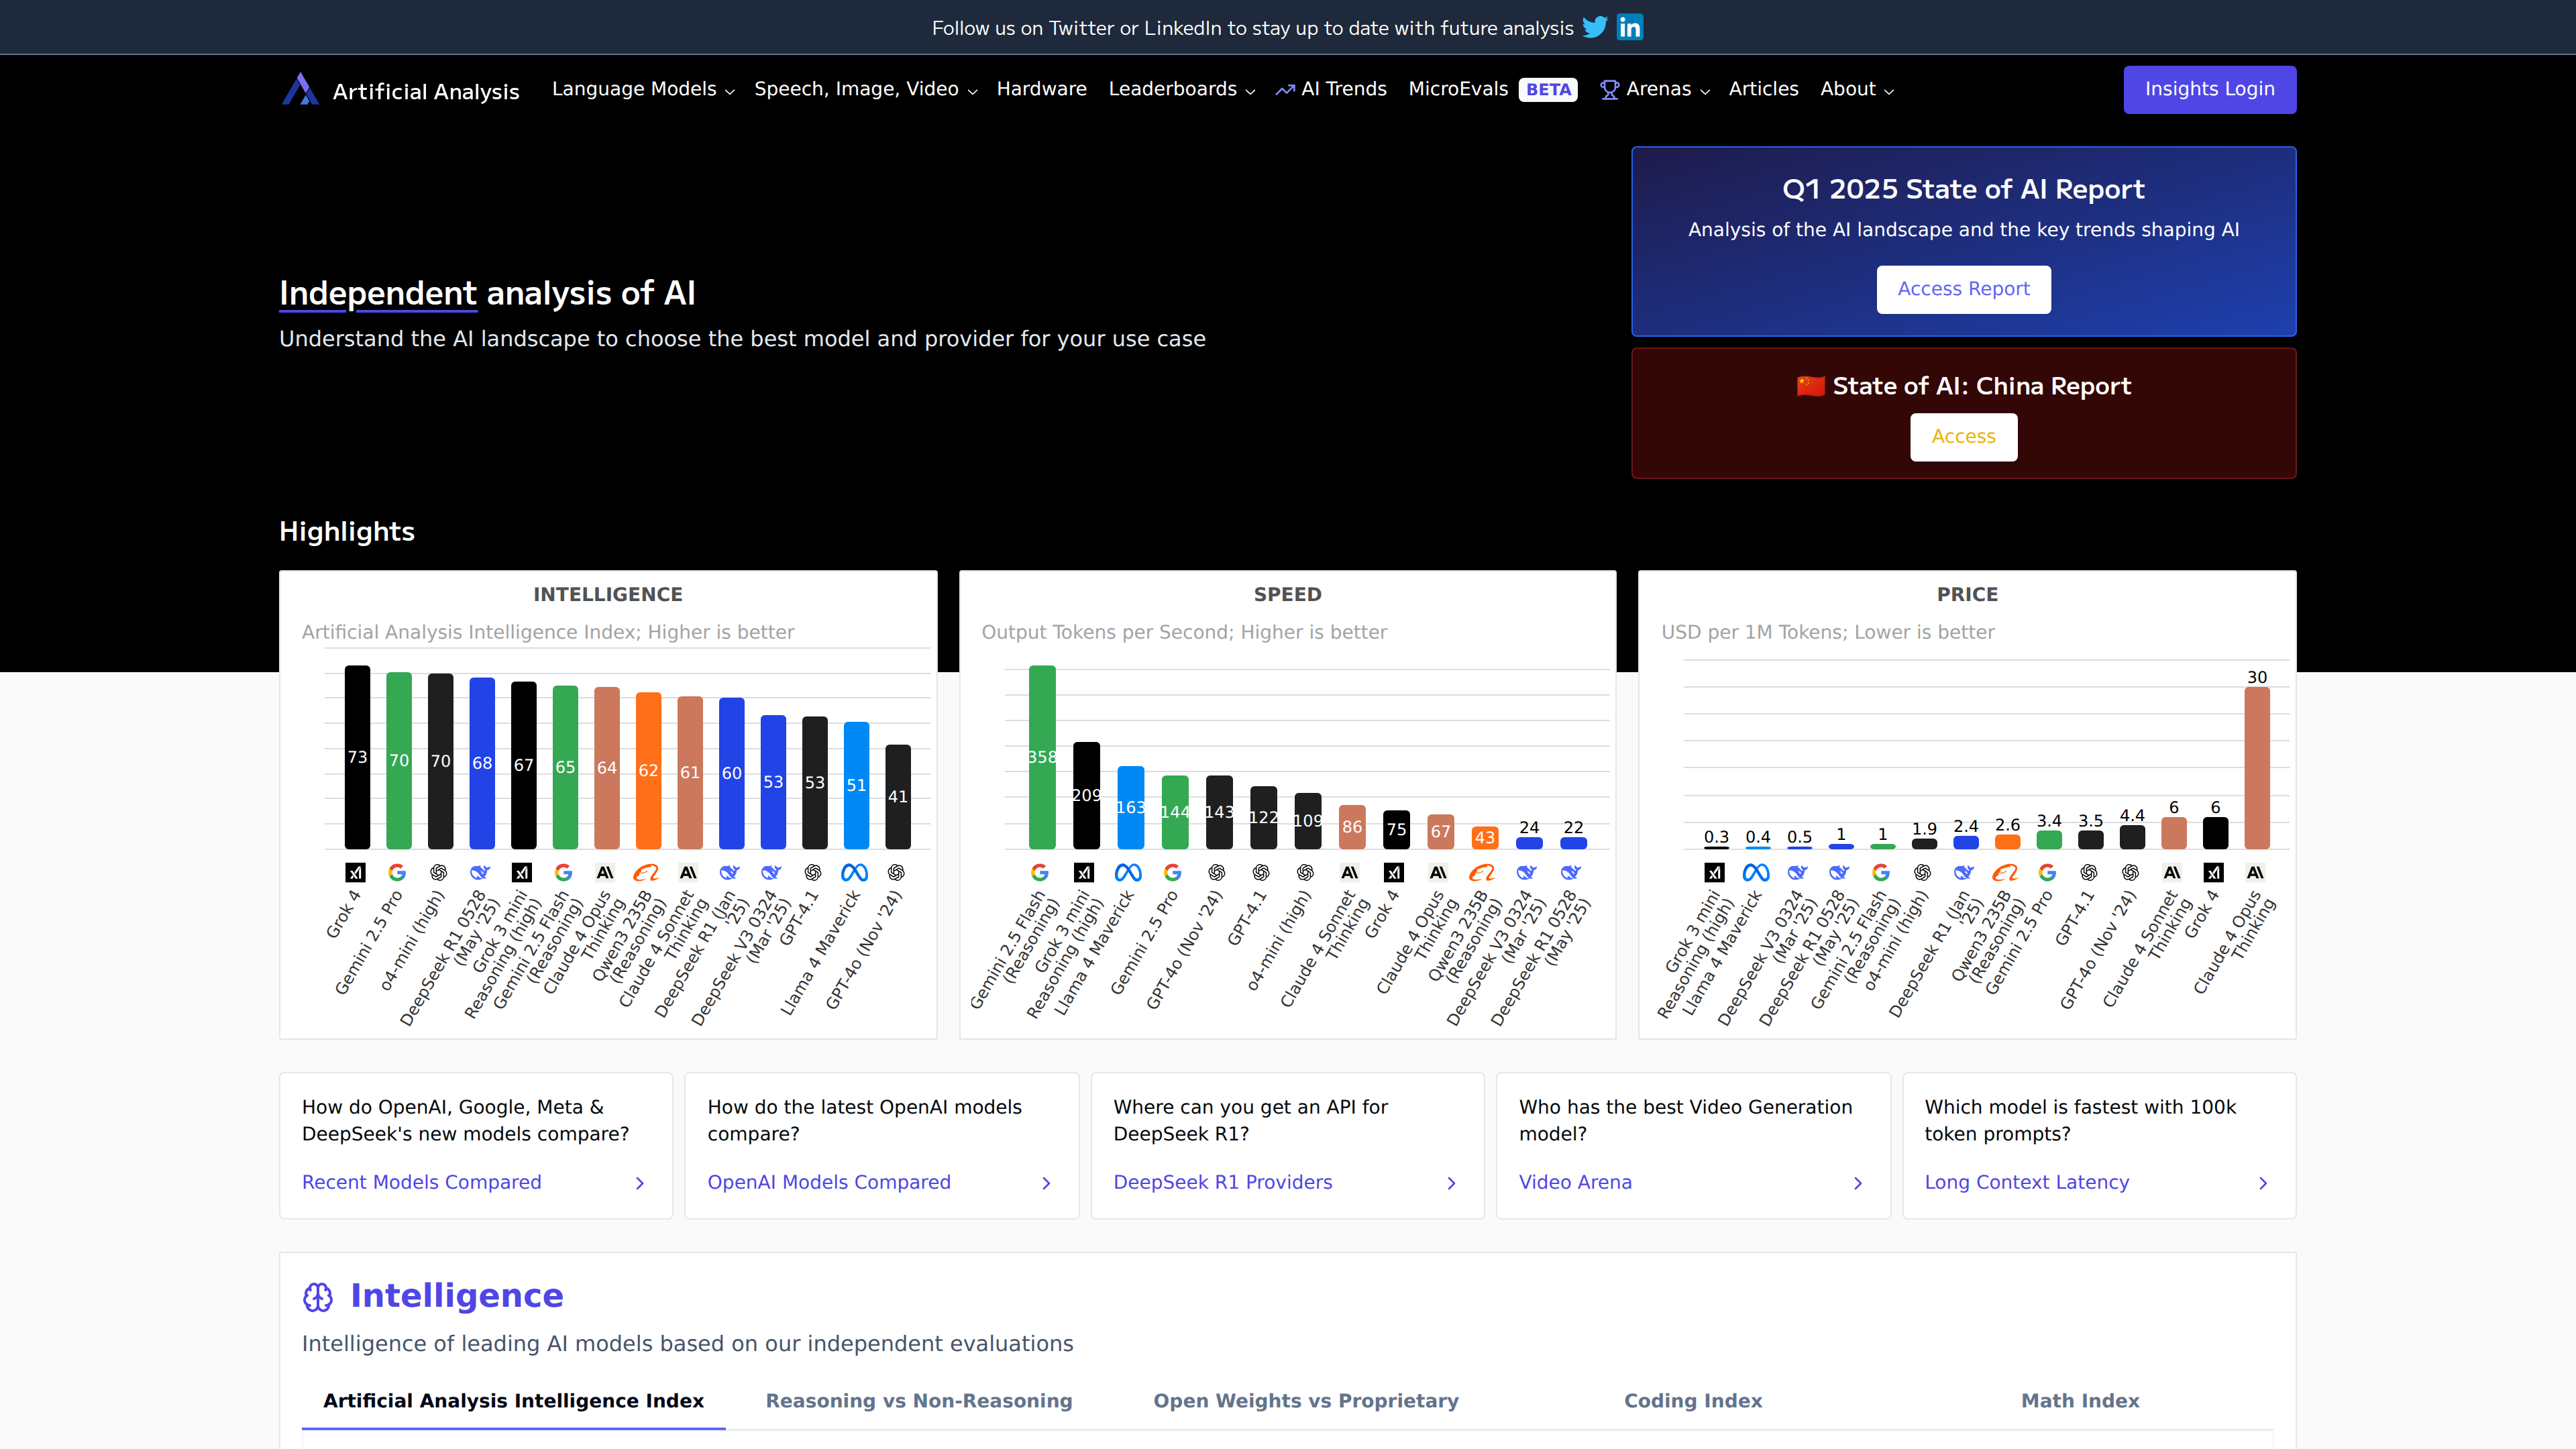 Follow us on Twitter or LinkedIn to stay up to date with future analysis
Artificial Analysis
Language Models
Speech, Image, Video
Hardware
Leaderboards
AI Trends
MicroEvals BETA
Arenas
Articles
About
Insights Login
Independent analysis of AI
Understand the AI landscape to choose the best model and provider for your use case
Q1 2025 State of AI Report
Analysis of the AI landscape and the key trends shaping AI
Access Report
🇨🇳 State of AI: China Report
Access
Highlights
INTELLIGENCE
Artificial Analysis Intelligence Index; Higher is better
73
70
70
68
67
65
64
62
61
60
53
53
51
41
Grok 4
Gemini 2.5 Pro
o4-mini (high)
DeepSeek R1 0528
(May '25)
Grok 3 mini
Reasoning (high)
Gemini 2.5 Flash
(Reasoning)
Claude 4 Opus
Thinking
Qwen3 235B
(Reasoning)
Claude 4 Sonnet
Thinking
DeepSeek R1 (Jan
'25)
DeepSeek V3 0324
(Mar '25)
GPT-4.1
Llama 4 Maverick
GPT-4o (Nov '24)
SPEED
Output Tokens per Second; Higher is better
358
209
163
144
143
122
109
86
75
67
43
24
22
Gemini 2.5 Flash
(Reasoning)
Grok 3 mini
Reasoning (high)
Llama 4 Maverick
Gemini 2.5 Pro
GPT-4o (Nov '24)
GPT-4.1
o4-mini (high)
Claude 4 Sonnet
Thinking
Grok 4
Claude 4 Opus
Thinking
Qwen3 235B
(Reasoning)
DeepSeek V3 0324
(Mar '25)
DeepSeek R1 0528
(May '25)
PRICE
USD per 1M Tokens; Lower is better
0.3
0.4
0.5
1
1
1.9
2.4
2.6
3.4
3.5
4.4
6
6
30
Grok 3 mini
Reasoning (high)
Llama 4 Maverick
DeepSeek V3 0324
(Mar '25)
DeepSeek R1 0528
(May '25)
Gemini 2.5 Flash
(Reasoning)
o4-mini (high)
DeepSeek R1 (Jan
'25)
Qwen3 235B
(Reasoning)
Gemini 2.5 Pro
GPT-4.1
GPT-4o (Nov '24)
Claude 4 Sonnet
Thinking
Grok 4
Claude 4 Opus
Thinking
How do OpenAI, Google, Meta &
DeepSeek's new models compare?
Recent Models Compared
How do the latest OpenAI models
compare?
OpenAI Models Compared
Where can you get an API for
DeepSeek R1?
DeepSeek R1 Providers
Who has the best Video Generation
model?
Video Arena
Which model is fastest with 100k
token prompts?
Long Context Latency
Intelligence
Intelligence of leading AI models based on our independent evaluations
Artificial Analysis Intelligence Index
Reasoning vs Non-Reasoning
Open Weights vs Proprietary
Coding Index
Math Index